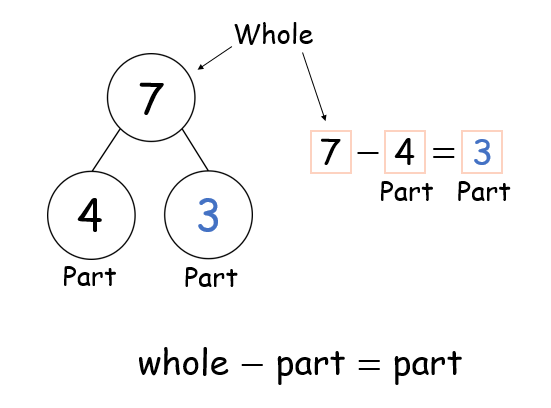 Whole
7
7 − 4 = 3
Part Part
4 3
Part Part
whole − part = part